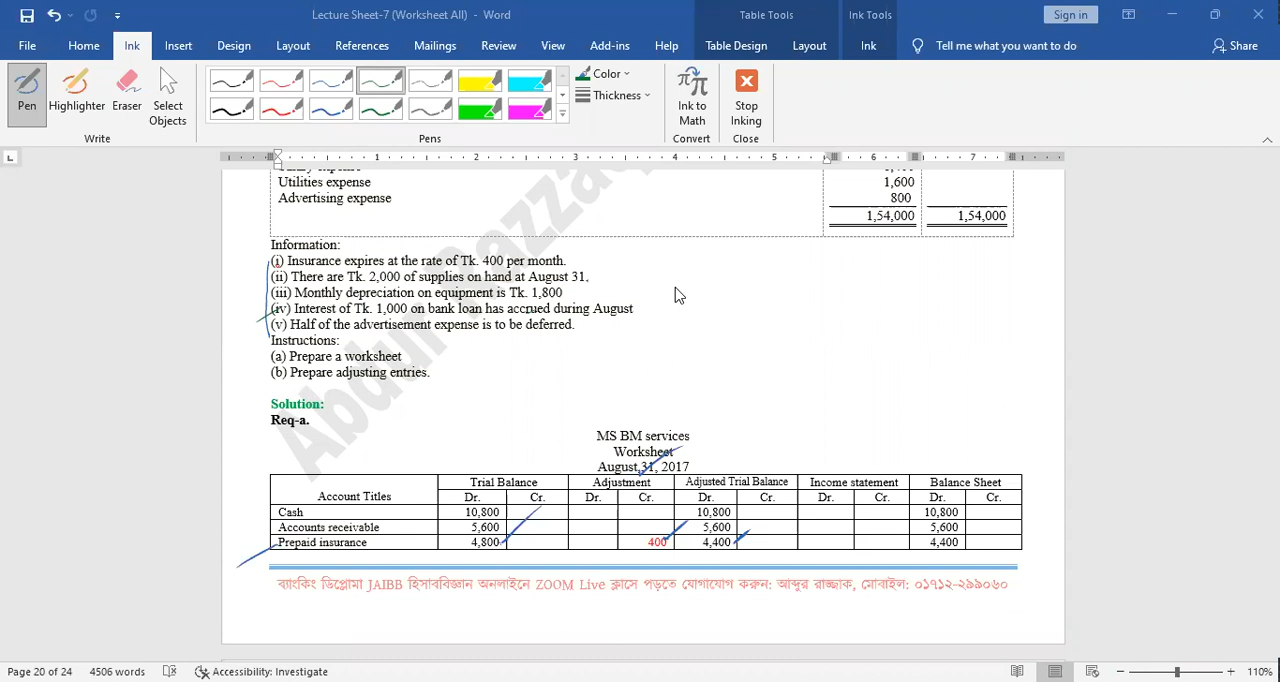 Lecture Sheet-7 (Worksheet All) - Word
Table Tools
Ink Tools
Sign in
File Home Ink Insert Design Layout References Mailings Review View Add-ins Help Table Design Layout Ink Tell me what you want to do Share
Pen Highlighter Eraser Select Objects
Color
Thickness
Ink to Math
Stop Inking
Write Pens Convert Close
1 2 3 4 5 6 7
Utilities expense 1,600
Advertising expense 800
1,54,000 1,54,000
Information:
(i) Insurance expires at the rate of Tk. 400 per month.
(ii) There are Tk. 2,000 of supplies on hand at August 31.
(iii) Monthly depreciation on equipment is Tk. 1,800
(iv) Interest of Tk. 1,000 on bank loan has accrued during August
(v) Half of the advertisement expense is to be deferred.
Instructions:
(a) Prepare a worksheet
(b) Prepare adjusting entries.
Abdur Razzaq
Solution:
Req-a.
MS BM services
Worksheet
August,31, 2017
Account Titles Trial Balance Adjustment Adjusted Trial Balance Income statement Balance Sheet
Dr. Cr. Dr. Cr. Dr. Cr. Dr. Cr. Dr. Cr.
Cash 10,800 10,800 10,800
Accounts receivable 5,600 5,600 5,600
Prepaid insurance 4,800 400 4,400 4,400
ব্যাংকিং ডিপ্লোমা JAIBB হিসাববিজ্ঞান অনলাইনে ZOOM Live ক্লাসে পড়তে যোগাযোগ করুন: আব্দুর রাজ্জাক, মোবাইল: ০১৭১২-২৯৯০৬০
Page 20 of 24 4506 words Accessibility: Investigate 110%